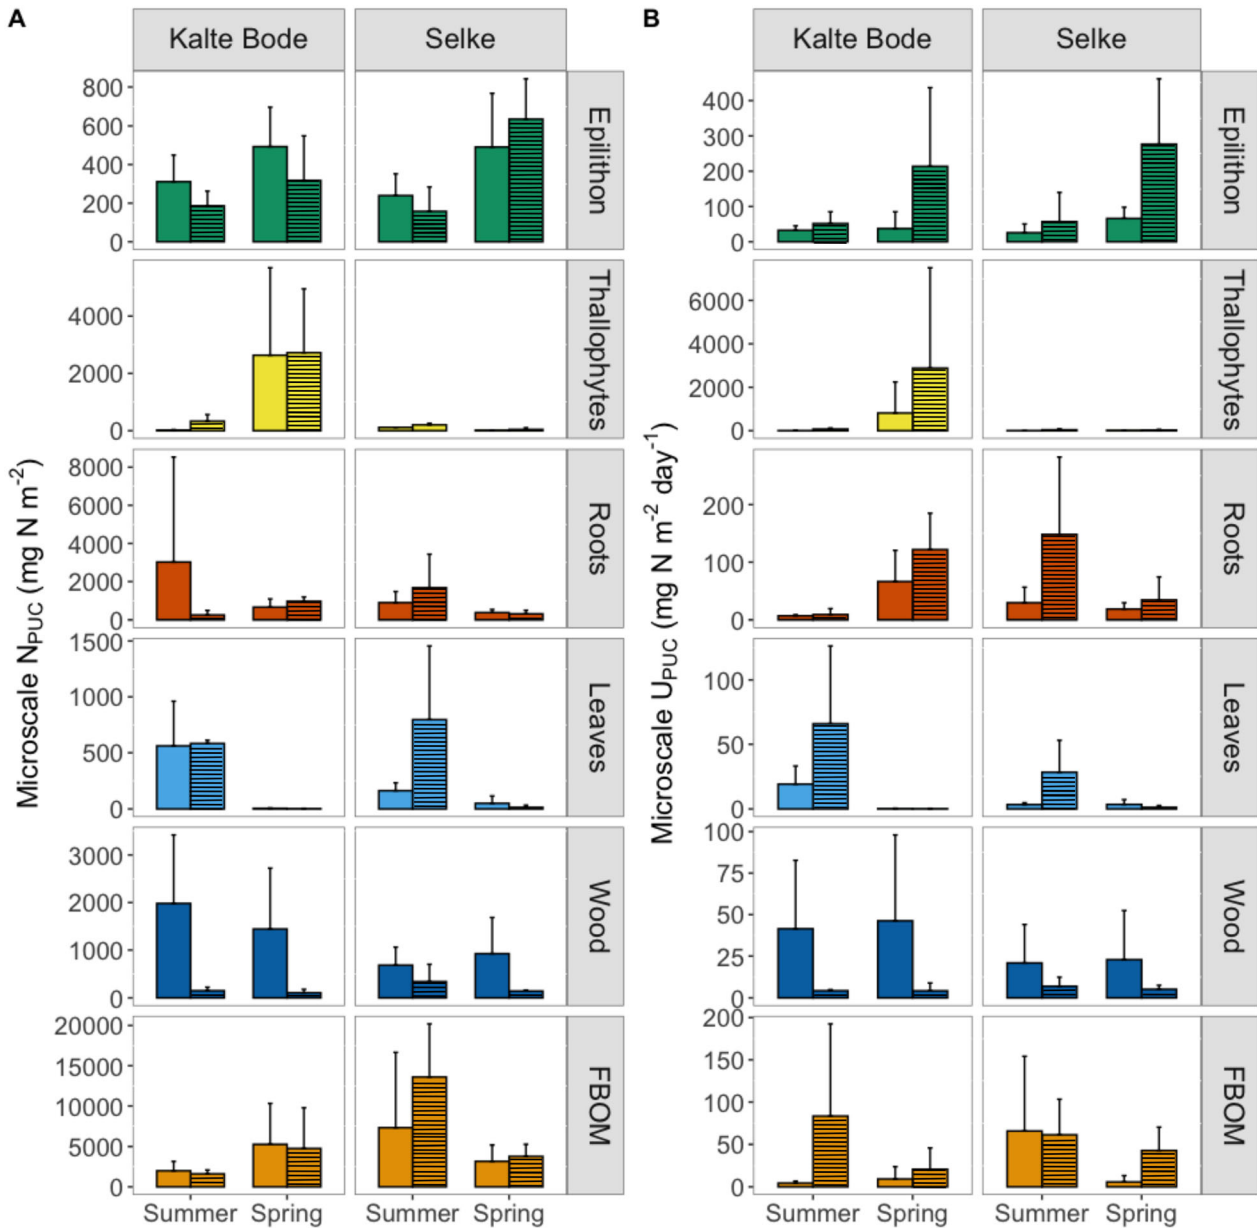 A
Kalte Bode
Selke
Microscale N_PUC (mg N m^-2)
800
600
400
200
0
Epilithon
4000
2000
0
Thallophytes
8000
6000
4000
2000
0
Roots
1500
1000
500
0
Leaves
3000
2000
1000
0
Wood
20000
15000
10000
5000
0
FBOM
Summer Spring
Summer Spring
B
Kalte Bode
Selke
Microscale U_PUC (mg N m^-2 day^-1)
400
300
200
100
0
Epilithon
6000
4000
2000
0
Thallophytes
200
100
0
Roots
100
50
0
Leaves
100
75
50
25
0
Wood
200
150
100
50
0
FBOM
Summer Spring
Summer Spring